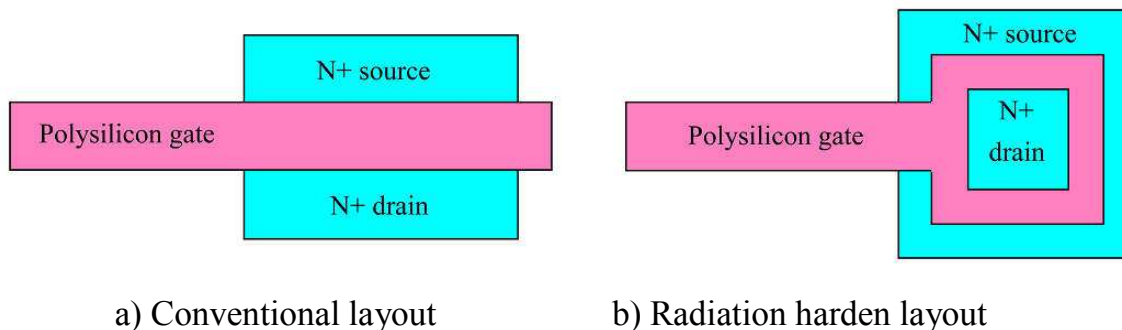 N+ source
Polysilicon gate
N+ drain
a) Conventional layout
N+ source
Polysilicon gate
N+
drain
b) Radiation harden layout